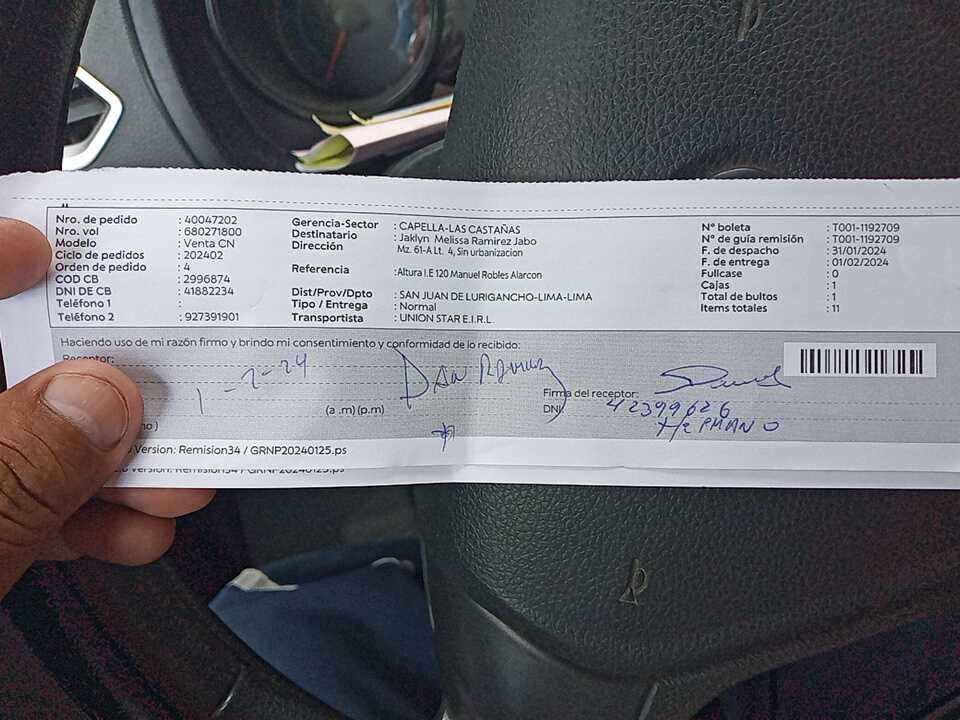 Nro. de pedido : 40047202
Nro. vol : 680271800
Modelo : Venta CN
Ciclo de pedidos : 202402
Orden de pedido : 4
COD CB : 2996874
DNI DE CB : 41882234
Teléfono 1 :
Teléfono 2 : 927391901
Gerencia-Sector : CAPELLA-LAS CASTAÑAS
Destinatario : Jaklyn Melissa Ramirez Jabo
Dirección Mz. 61-A Lt. 4, Sin urbanizacion
Referencia : Altura I.E 120 Manuel Robles Alarcon
Dist/Prov/Dpto : SAN JUAN DE LURIGANCHO-LIMA-LIMA
Tipo / Entrega : Normal
Transportista : UNION STAR E.I.R.L.
N° boleta : T001-1192709
N° de guía remisión : T001-1192709
F. de despacho : 31/01/2024
F. de entrega : 01/02/2024
Fullcase : 0
Cajas : 1
Total de bultos : 1
Items totales : 11
Haciendo uso de mi razón firmo y brindo mi consentimiento y conformidad de lo recibido:
Receptor:
1-2-24
(a .m) (p.m)
Firma del receptor:
DNI: 42399626
HERMANO
Version: Remision34 / GRNP20240125.ps
Version: Remision34 / GRNP20240125.ps